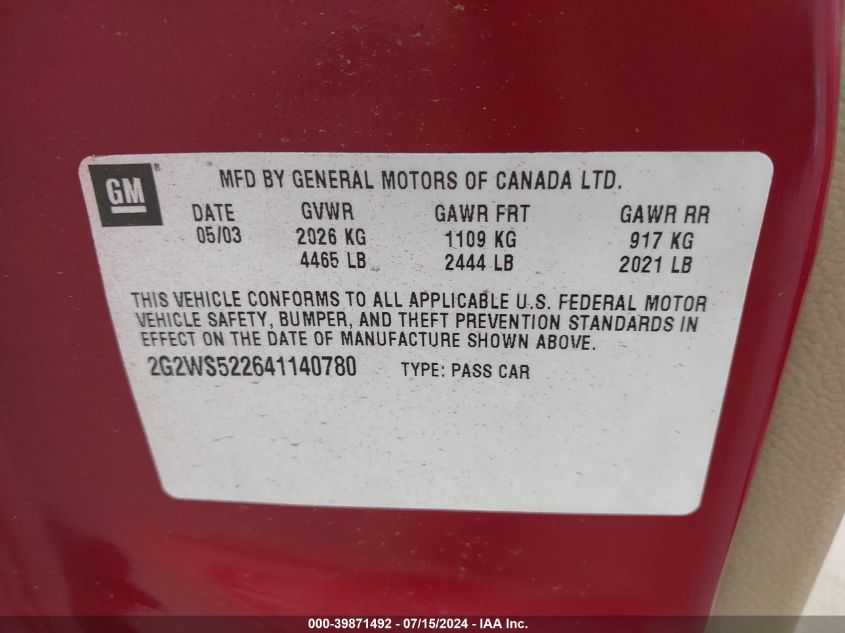 GM ® MFD BY GENERAL MOTORS OF CANADA LTD.
DATE GVWR GAWR FRT GAWR RR
05/03 2026 KG 1109 KG 917 KG
4465 LB 2444 LB 2021 LB
THIS VEHICLE CONFORMS TO ALL APPLICABLE U.S. FEDERAL MOTOR
VEHICLE SAFETY, BUMPER, AND THEFT PREVENTION STANDARDS IN
EFFECT ON THE DATE OF MANUFACTURE SHOWN ABOVE.
2G2WS522641140780 TYPE: PASS CAR
000-39871492 - 07/15/2024 - IAA Inc.